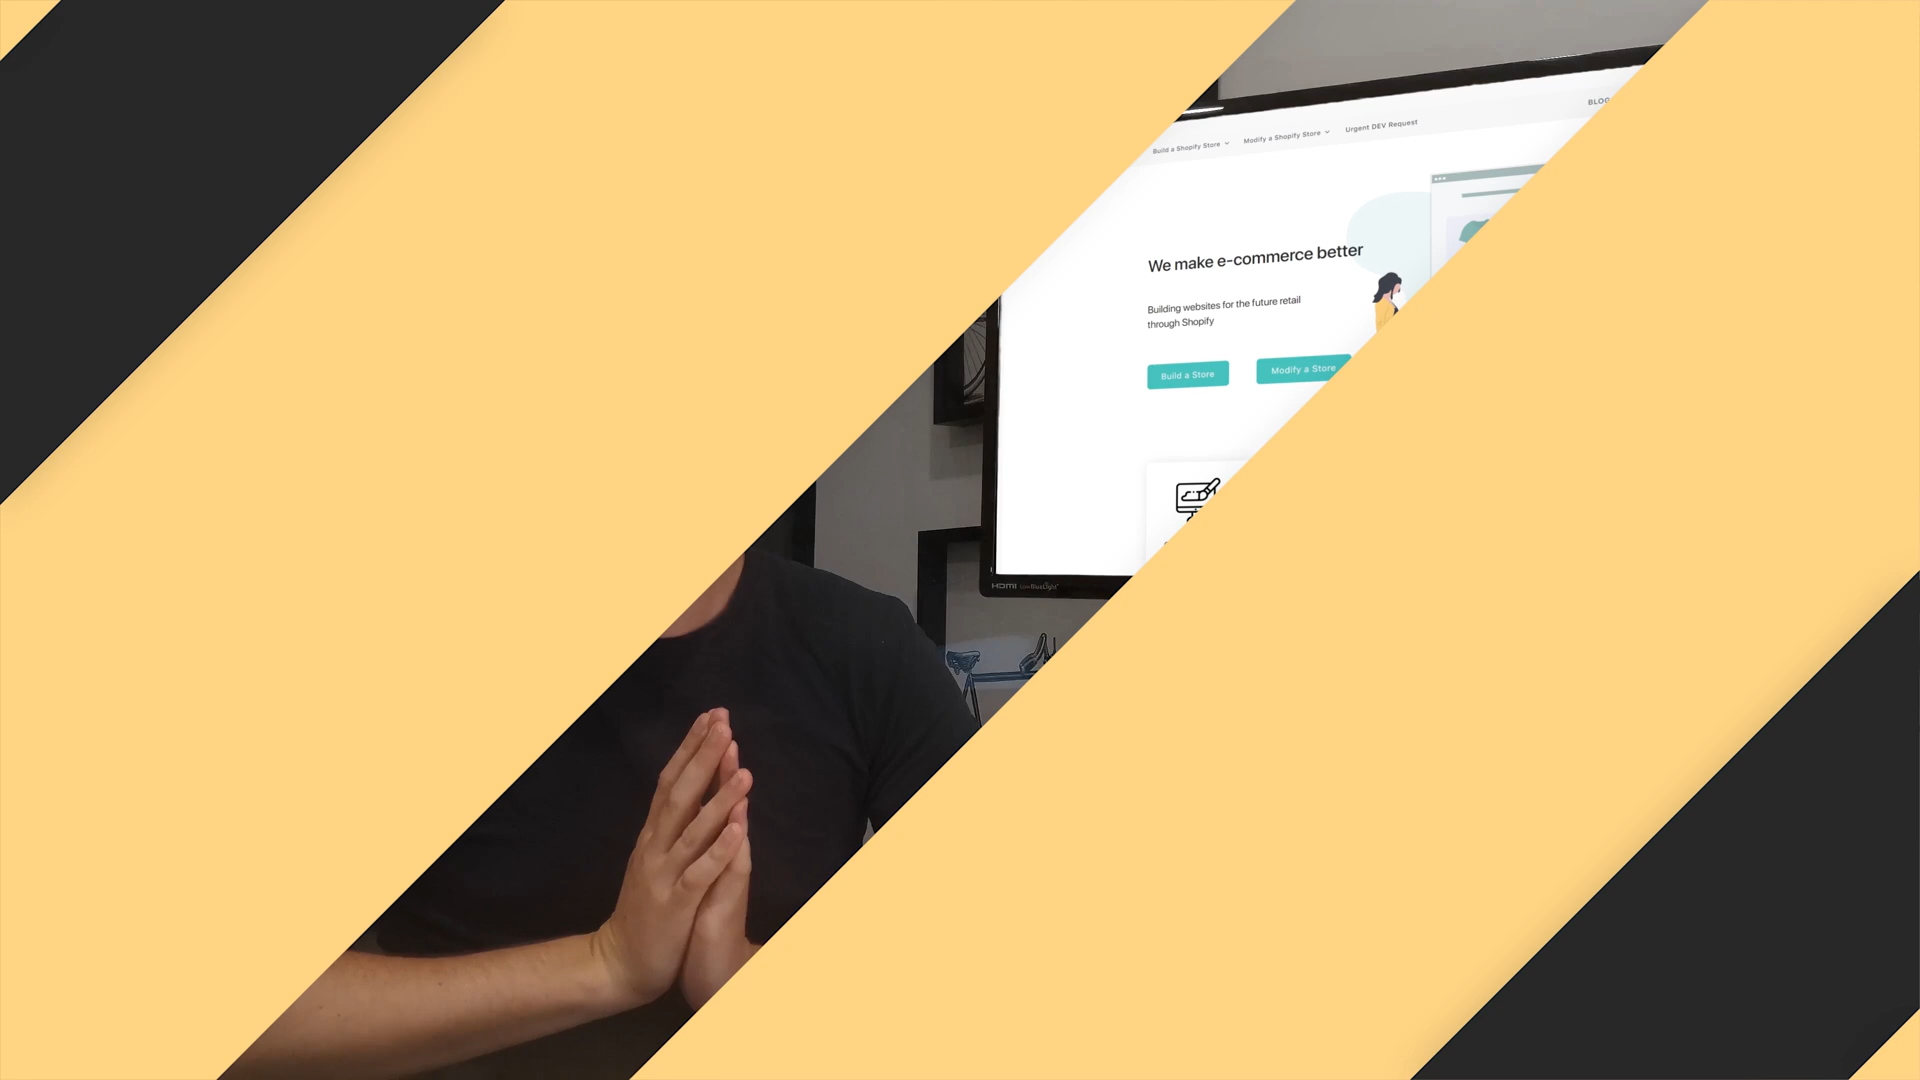 Build a Shopify Store
Modify a Shopify Store
Urgent DEV Request
We make e-commerce better
Building websites for the future retail
through Shopify
Build a Store
Modify a Store
HDMI